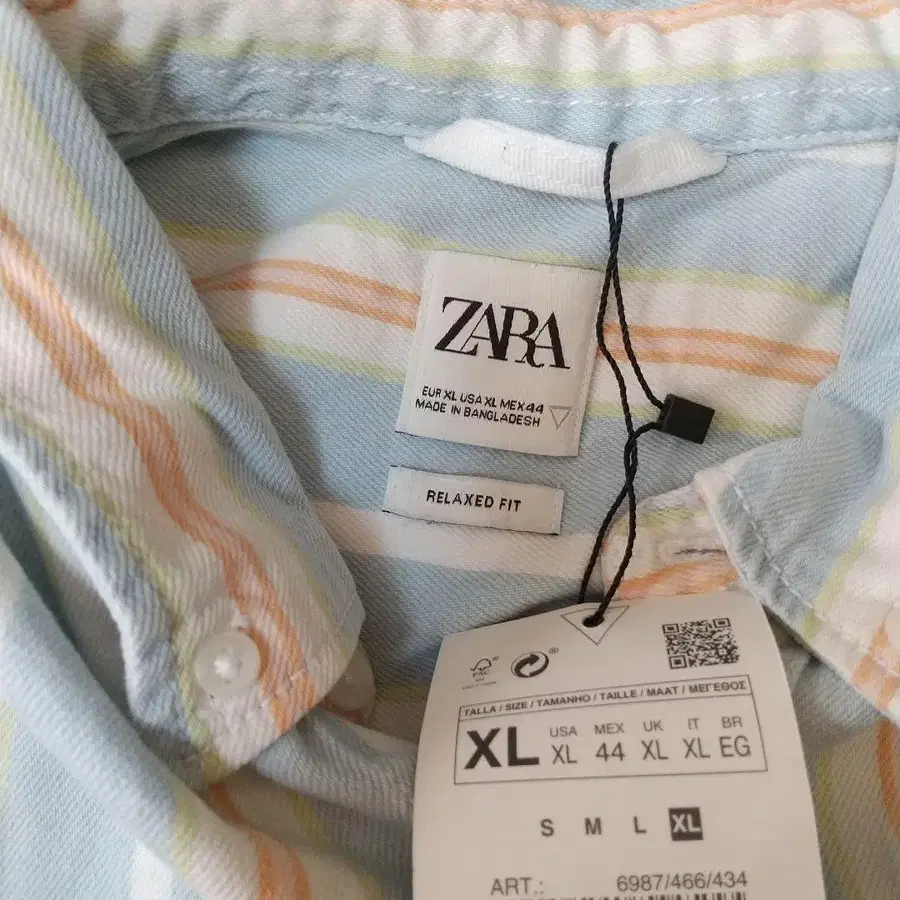 ZARA
EUR XL USA XL MEX 44
MADE IN BANGLADESH
RELAXED FIT
FSC
®
TALLA / SIZE / TAMANHO / TAILLE / MAAT / ΜΕΓΕΘΟΣ
XL
USA MEX UK IT BR
XL 44 XL XL EG
S M L XL
ART.: 6987/466/434